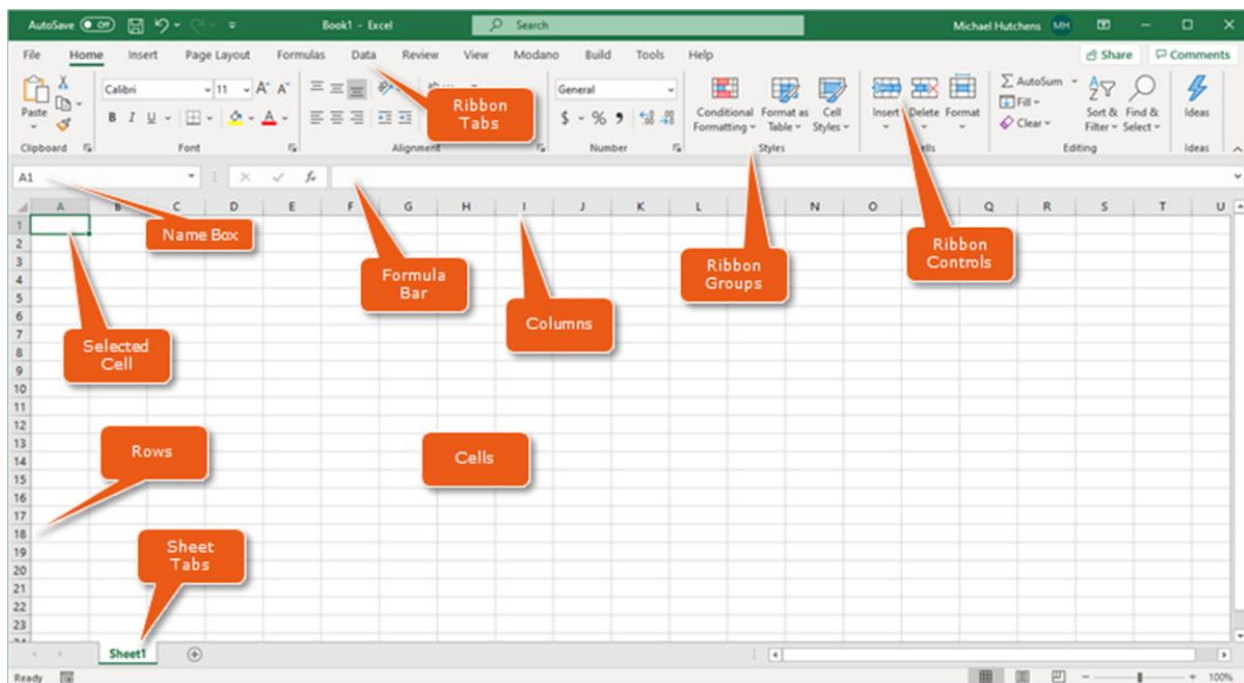 AutoSave Off Book1 - Excel Search Michael Hutchens MH
File Home Insert Page Layout Formulas Data Review View Modano Build Tools Help Share Comments
Paste Calibri 11 A A General Conditional Formatting Format as Table Cell Styles Insert Delete Format AutoSum Fill Clear Sort & Filter Find & Select Ideas
B I U A $ % 9
Clipboard Font Alignment Number Styles Editing Ideas
Ribbon
Tabs
A1 fx
A B C D E F G H I J K L N O Q R S T U
Name Box
Formula
Bar
Ribbon
Groups
Ribbon
Controls
Columns
Selected
Cell
Rows
Cells
Sheet
Tabs
1
2
3
4
5
6
7
8
9
10
11
12
13
14
15
16
17
18
19
20
21
22
23
Sheet1
Ready 100%